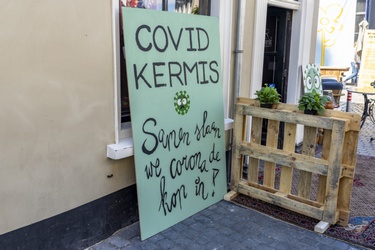 COVID
KERMIS
Samen slaan
we corona de
kop in!